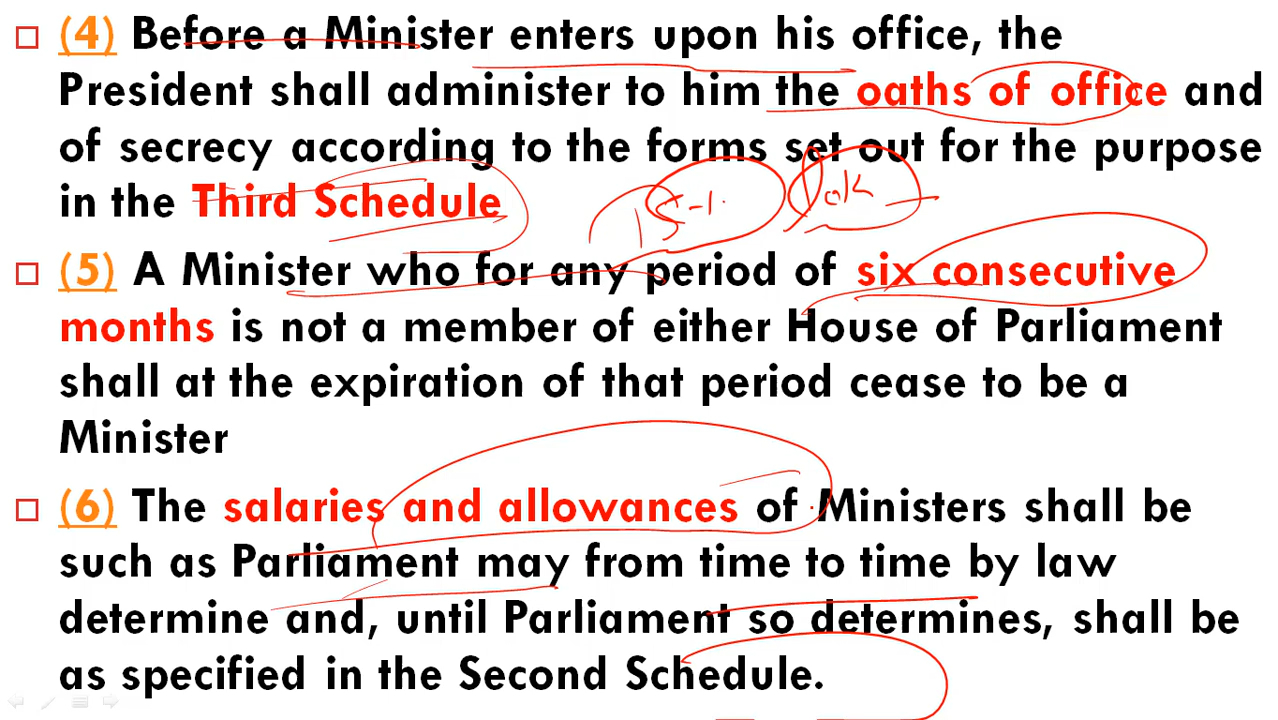 (4) Before a Minister enters upon his office, the
President shall administer to him the oaths of office and
of secrecy according to the forms set out for the purpose
in the Third Schedule
(5) A Minister who for any period of six consecutive
months is not a member of either House of Parliament
shall at the expiration of that period cease to be a
Minister
(6) The salaries and allowances of Ministers shall be
such as Parliament may from time to time by law
determine and, until Parliament so determines, shall be
as specified in the Second Schedule.